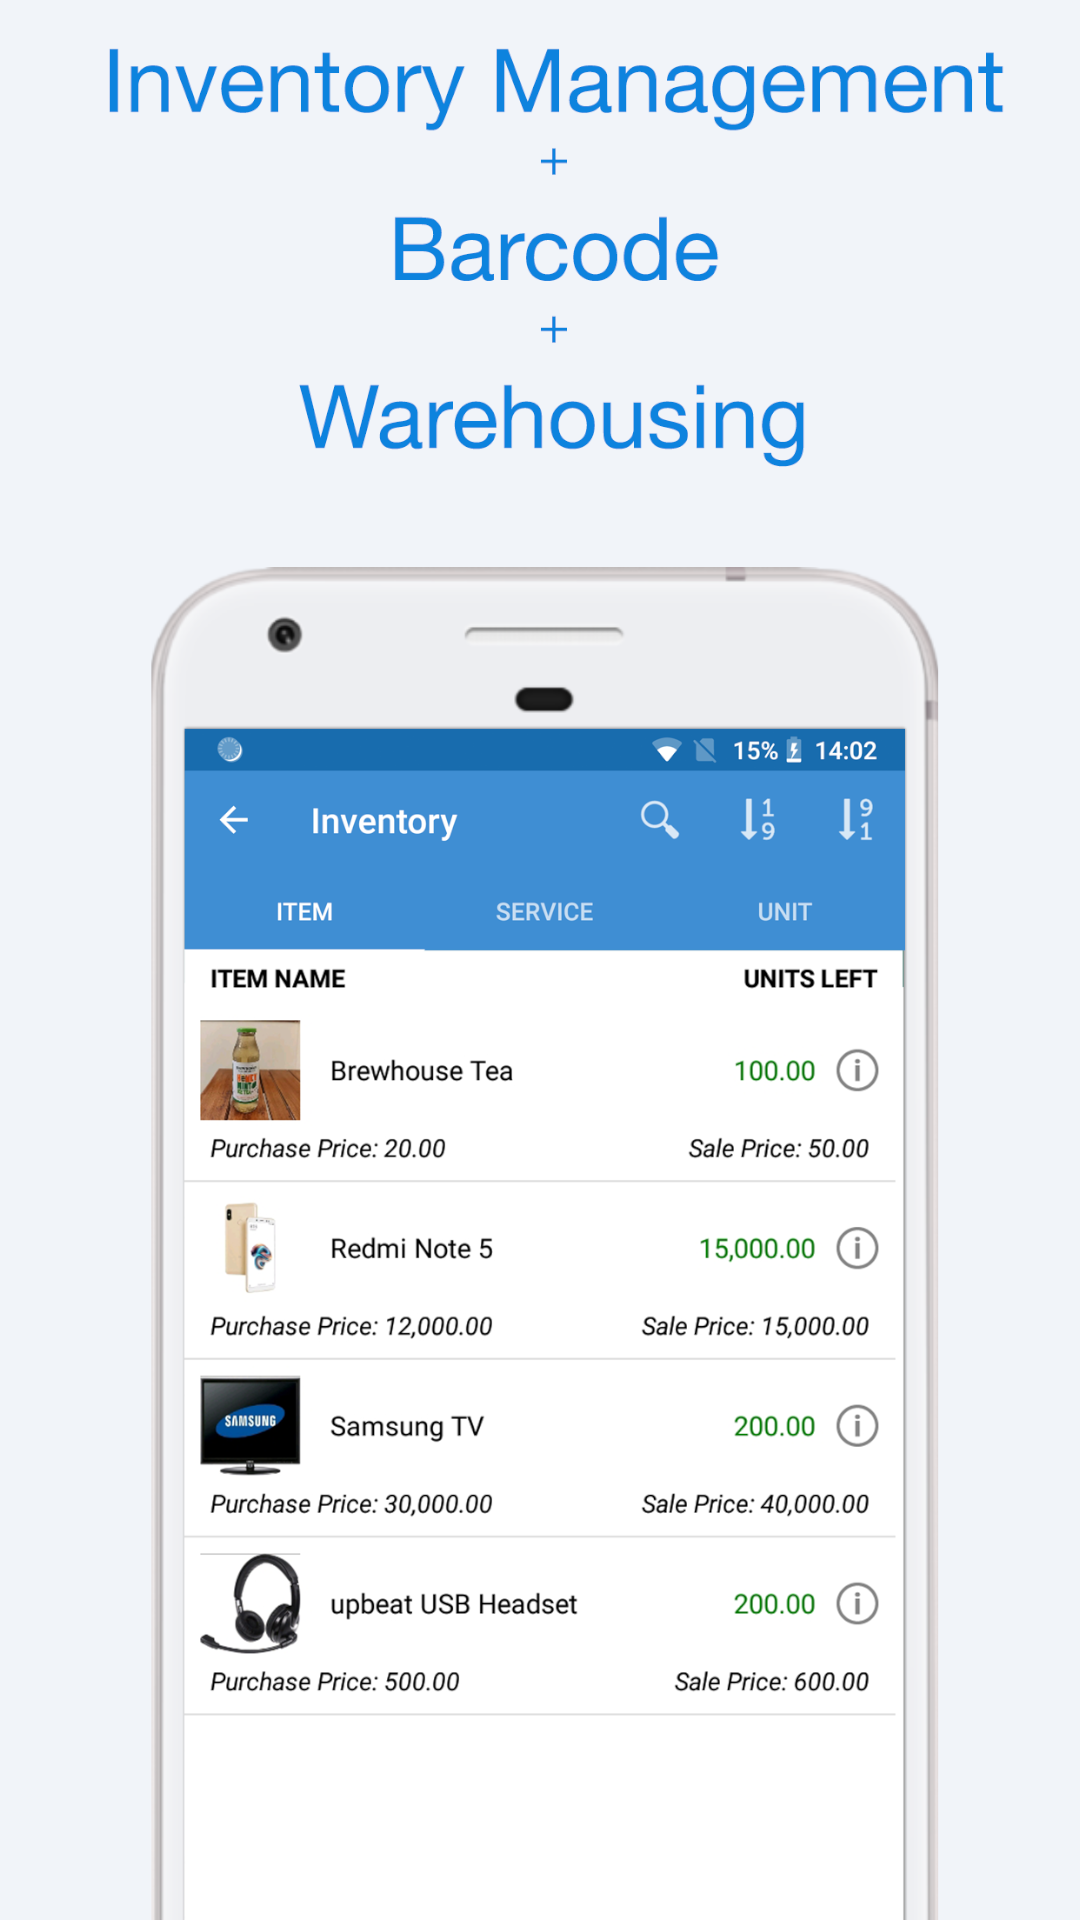 Inventory Management
+
Barcode
+
Warehousing
15% 14:02
Inventory 1 9 9 1
ITEM SERVICE UNIT
ITEM NAME UNITS LEFT
Brewhouse Tea 100.00 i
Purchase Price: 20.00 Sale Price: 50.00
Redmi Note 5 15,000.00 i
Purchase Price: 12,000.00 Sale Price: 15,000.00
SAMSUNG
Samsung TV 200.00 i
Purchase Price: 30,000.00 Sale Price: 40,000.00
upbeat USB Headset 200.00 i
Purchase Price: 500.00 Sale Price: 600.00